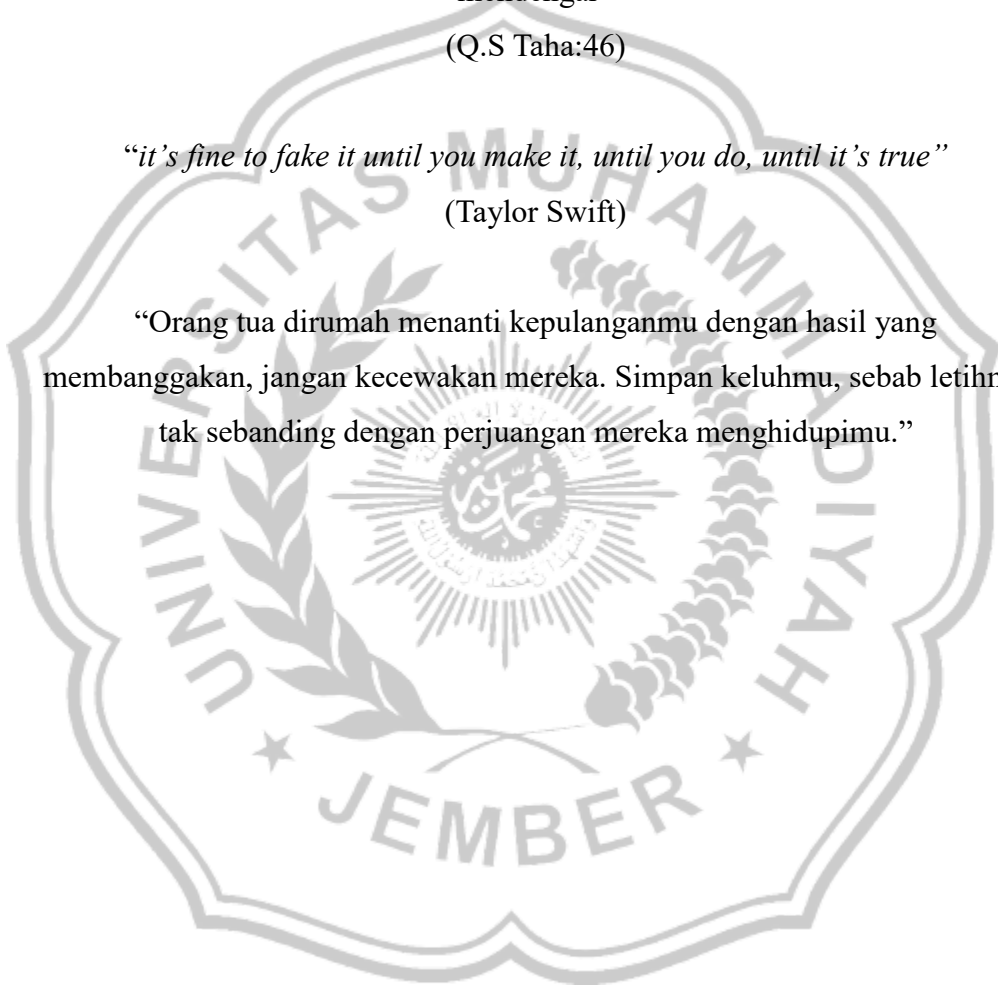 (Q.S Taha:46)
“it’s fine to fake it until you make it, until you do, until it’s true”
(Taylor Swift)
“Orang tua dirumah menanti kepulanganmu dengan hasil yang
membanggakan, jangan kecewakan mereka. Simpan keluhmu, sebab
tak sebanding dengan perjuangan mereka menghidupimu.”
UNIVERSITAS MUHAMMADIYAH
JEMBER